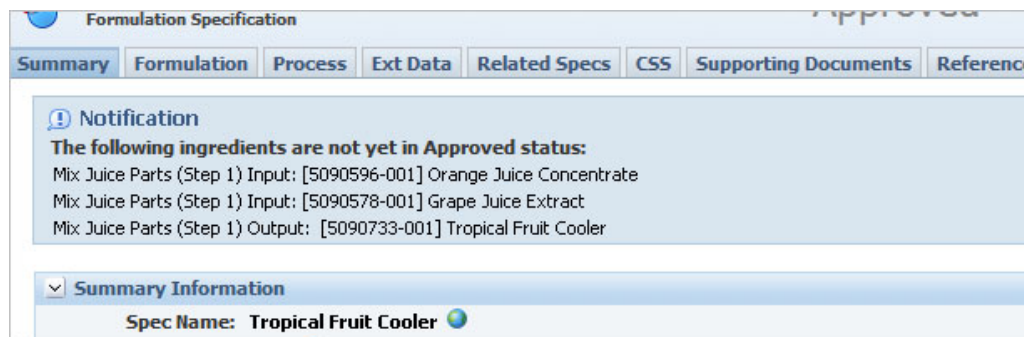 Formulation Specification
Approved
Summary Formulation Process Ext Data Related Specs CSS Supporting Documents Reference
Notification
The following ingredients are not yet in Approved status:
Mix Juice Parts (Step 1) Input: [5090596-001] Orange Juice Concentrate
Mix Juice Parts (Step 1) Input: [5090578-001] Grape Juice Extract
Mix Juice Parts (Step 1) Output: [5090733-001] Tropical Fruit Cooler
Summary Information
Spec Name: Tropical Fruit Cooler